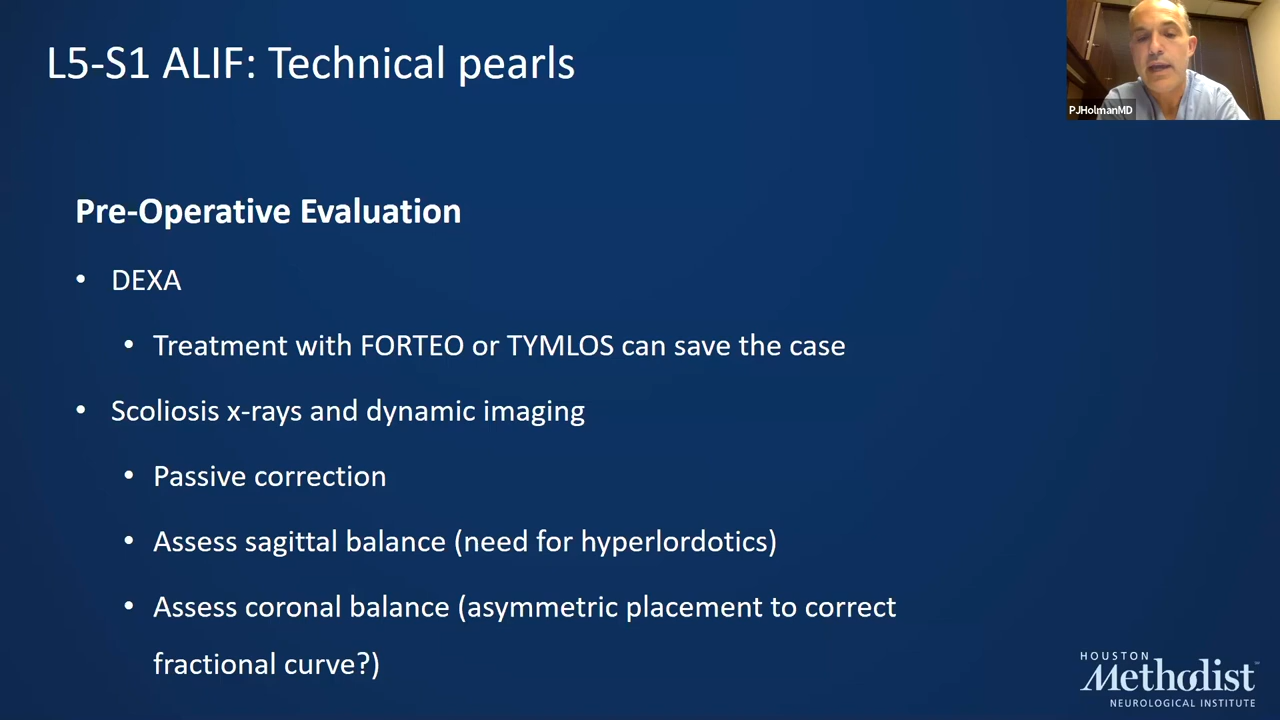 L5-S1 ALIF: Technical pearls
PJHolmanMD
Pre-Operative Evaluation
• DEXA
• Treatment with FORTEO or TYMLOS can save the case
• Scoliosis x-rays and dynamic imaging
• Passive correction
• Assess sagittal balance (need for hyperlordotics)
• Assess coronal balance (asymmetric placement to correct
fractional curve?)
HOUSTON
Methodist
NEUROLOGICAL INSTITUTE